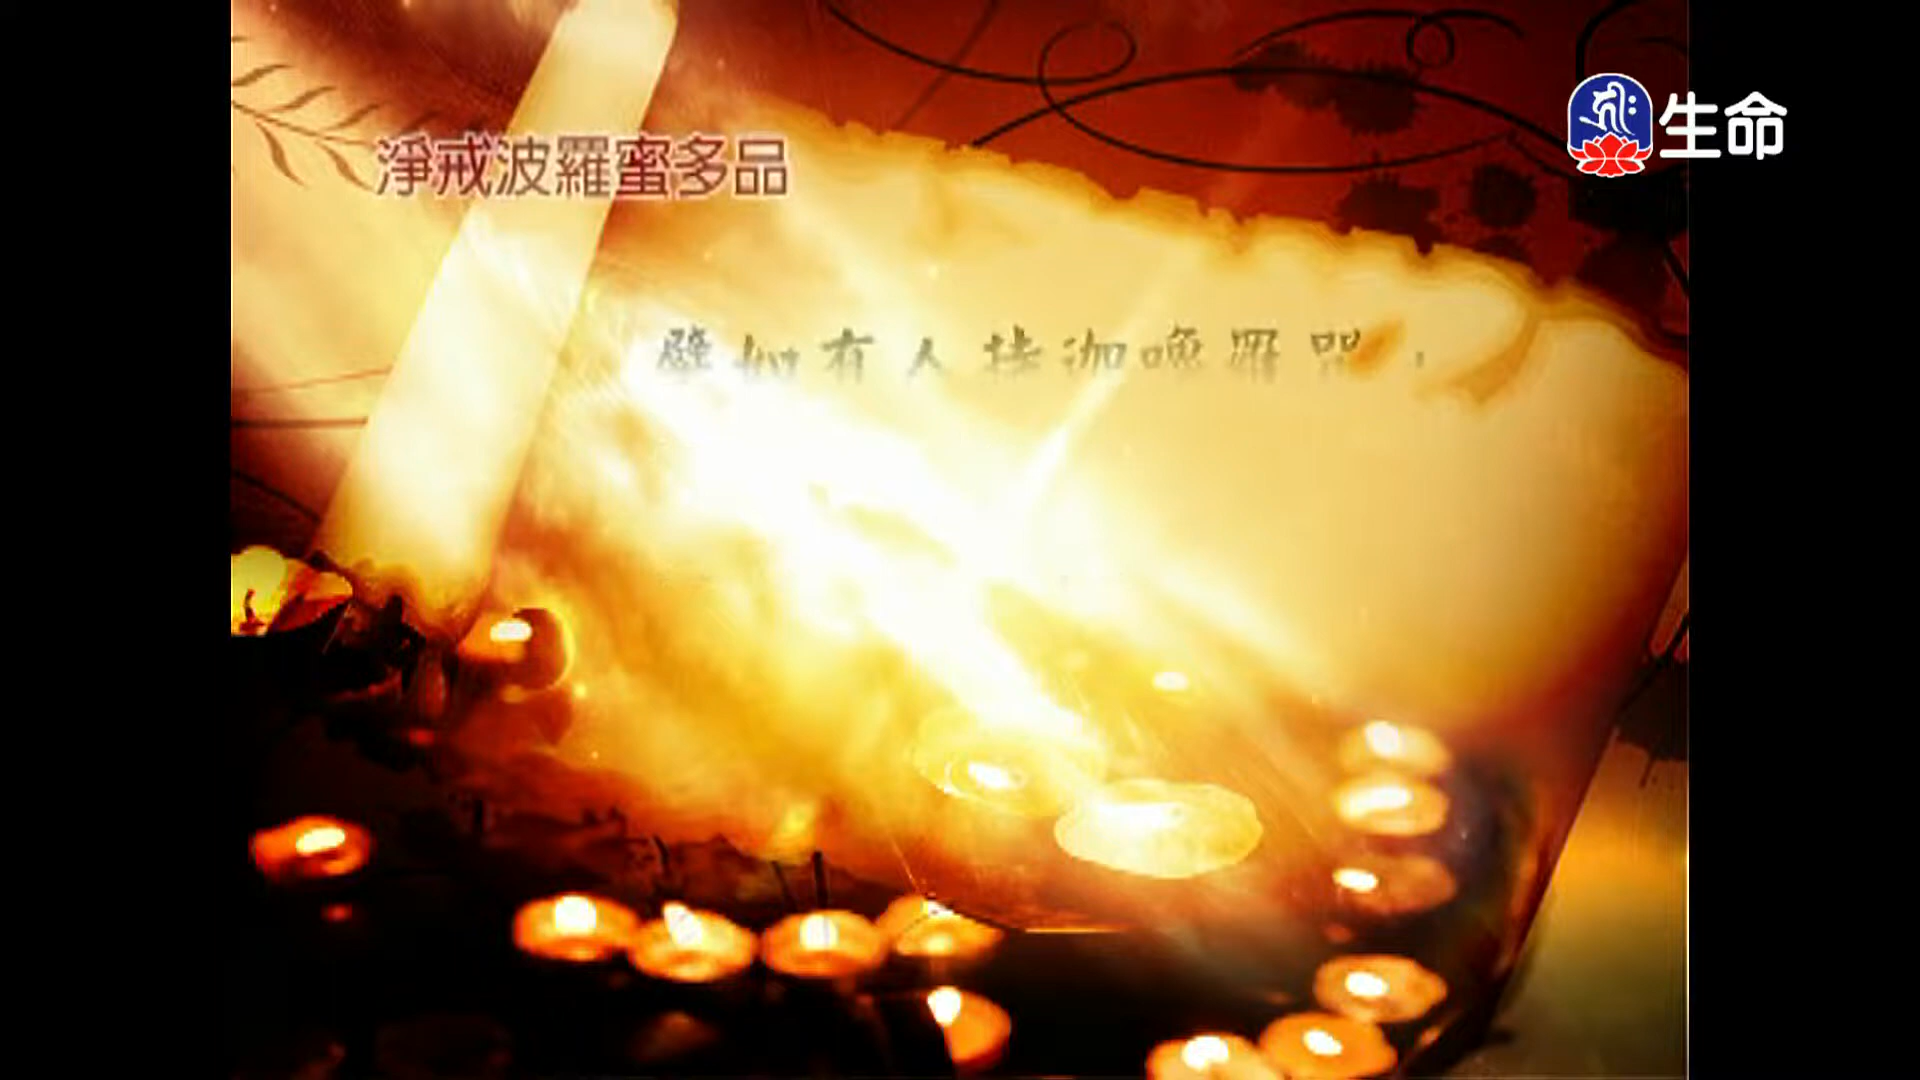 淨戒波羅蜜多品
生命
譬如有人持迦嚕羅咒，